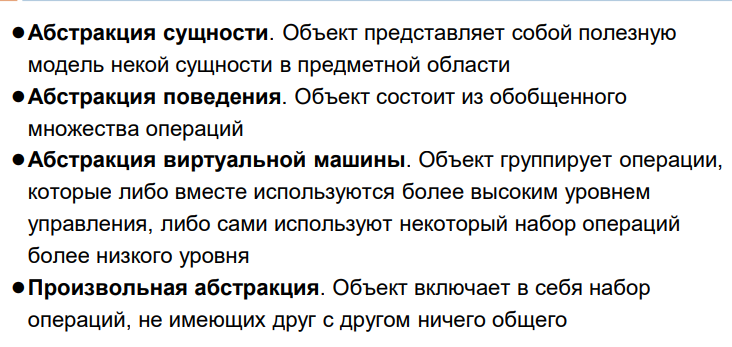 ●Абстракция сущности. Объект представляет собой полезную
модель некой сущности в предметной области
●Абстракция поведения. Объект состоит из обобщенного
множества операций
●Абстракция виртуальной машины. Объект группирует операции,
которые либо вместе используются более высоким уровнем
управления, либо сами используют некоторый набор операций
более низкого уровня
●Произвольная абстракция. Объект включает в себя набор
операций, не имеющих друг с другом ничего общего